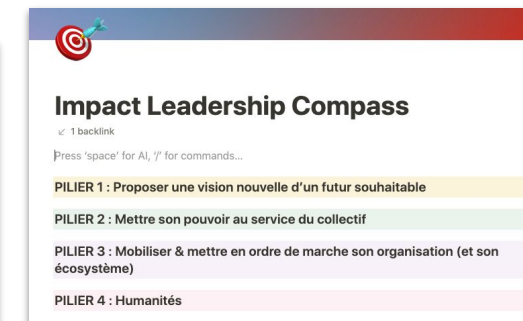 Impact Leadership Compass
↙ 1 backlink
Press 'space' for AI, '/' for commands...
PILIER 1 : Proposer une vision nouvelle d'un futur souhaitable
PILIER 2 : Mettre son pouvoir au service du collectif
PILIER 3 : Mobiliser & mettre en ordre de marche son organisation (et son
écosystème)
PILIER 4 : Humanités